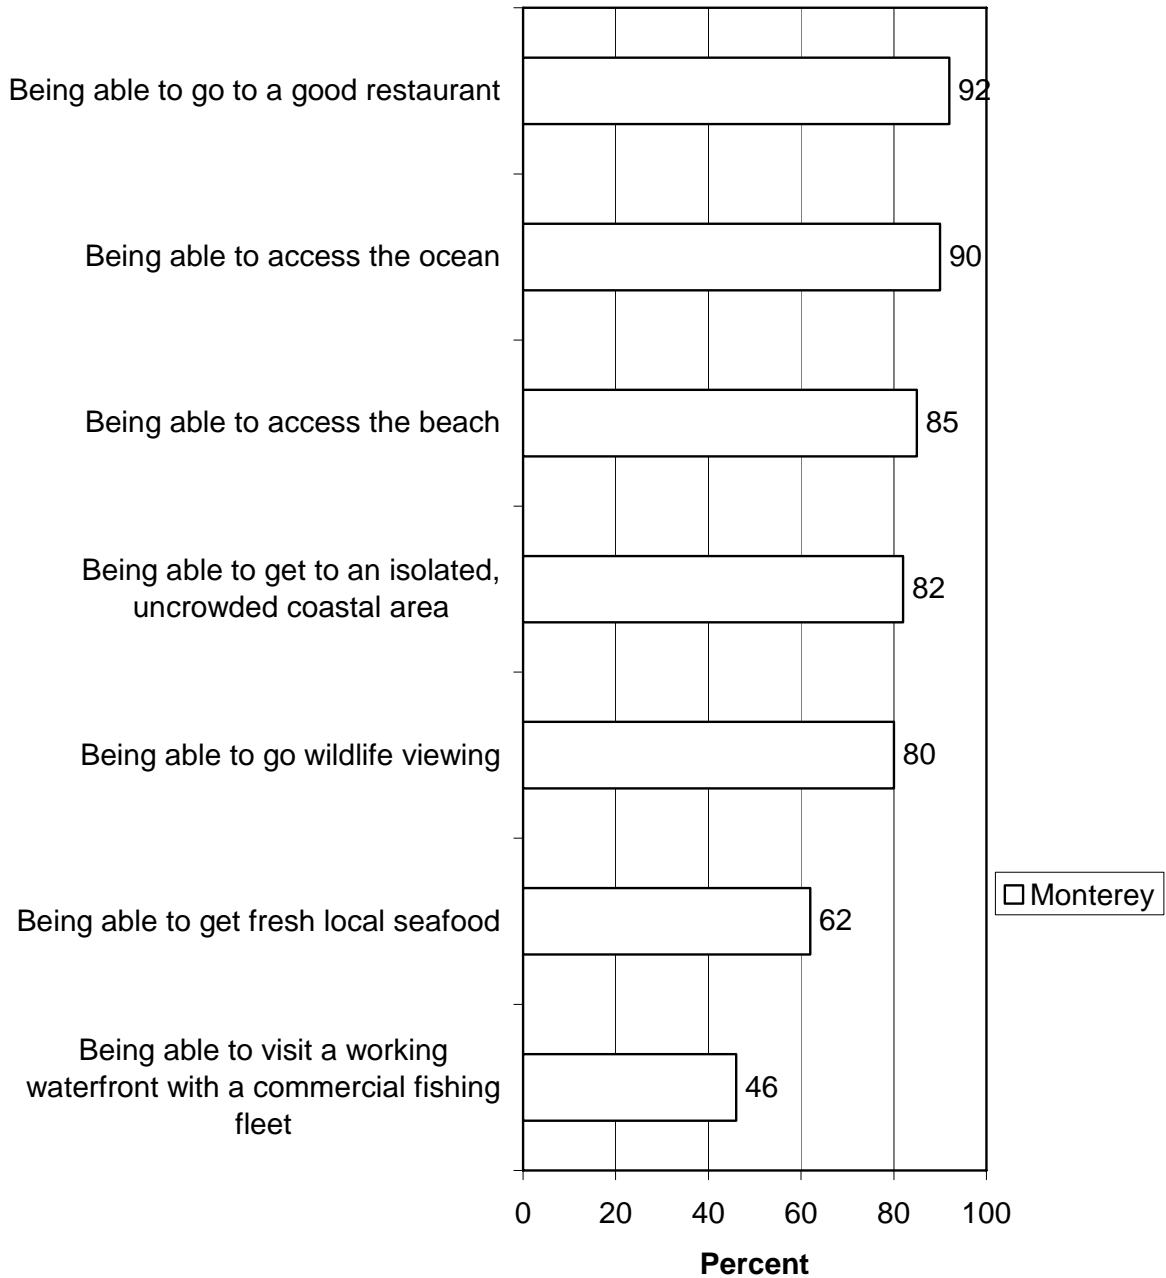 Being able to go to a good restaurant
92
Being able to access the ocean
90
Being able to access the beach
85
Being able to get to an isolated,
uncrowded coastal area
82
Being able to go wildlife viewing
80
Being able to get fresh local seafood
62
Monterey
Being able to visit a working
waterfront with a commercial fishing
fleet
46
0 20 40 60 80 100
Percent